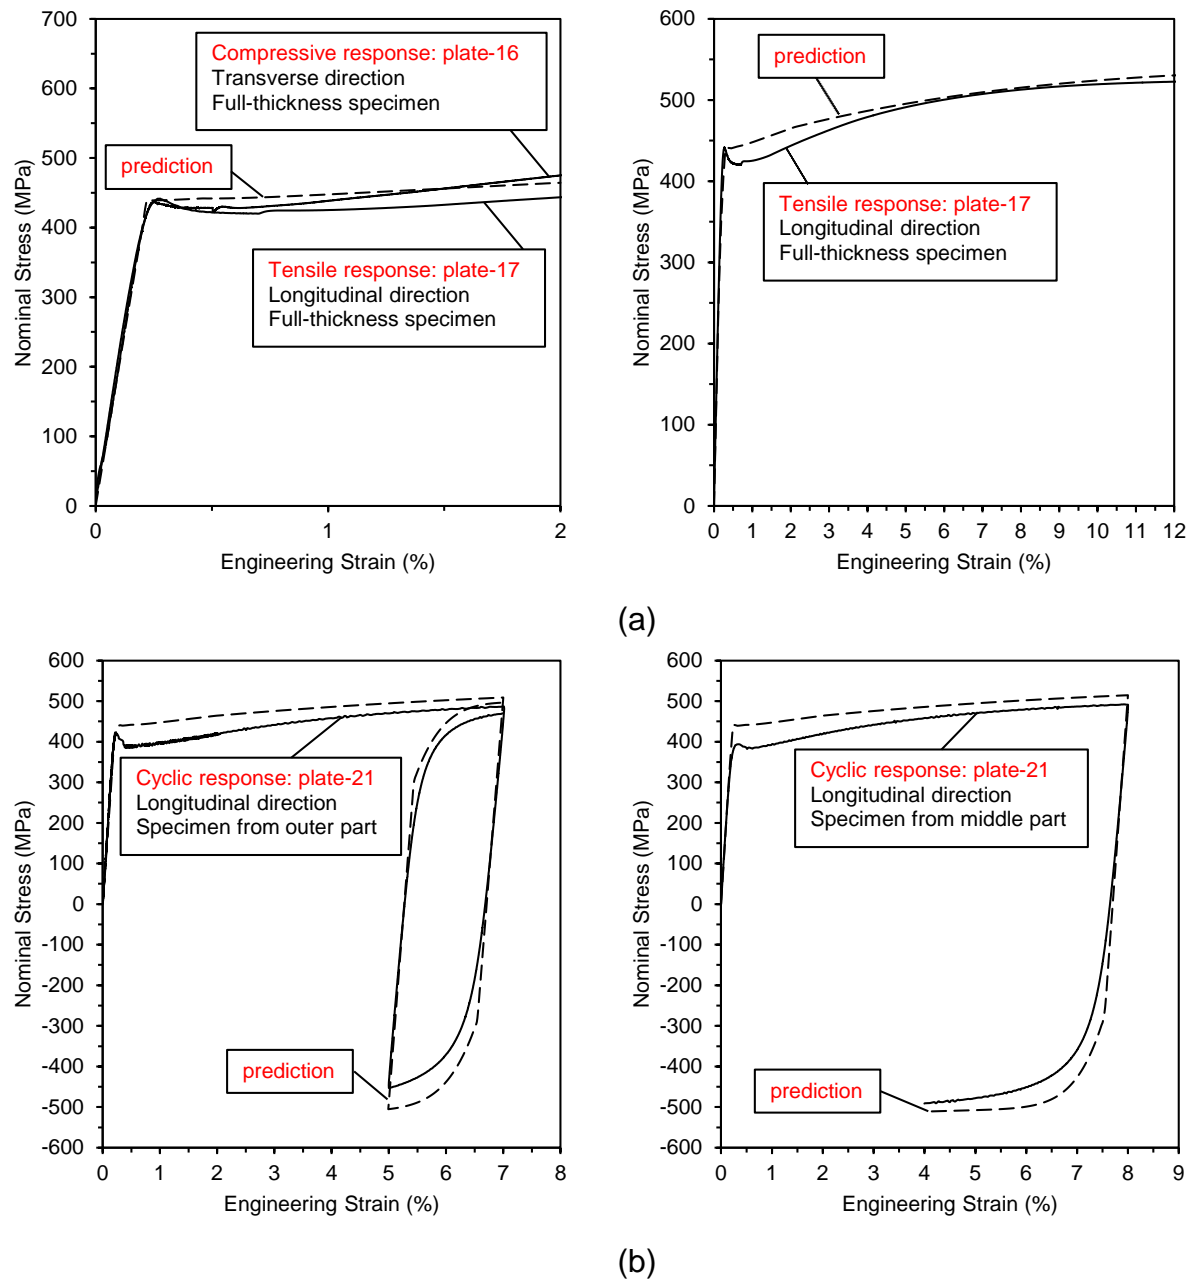 Nominal Stress (MPa)
700
600
500
400
300
200
100
0
Compressive response: plate-16
Transverse direction
Full-thickness specimen
prediction
Tensile response: plate-17
Longitudinal direction
Full-thickness specimen
0 1 2
Engineering Strain (%)
Nominal Stress (MPa)
600
500
400
300
200
100
0
prediction
Tensile response: plate-17
Longitudinal direction
Full-thickness specimen
0 1 2 3 4 5 6 7 8 9 10 11 12
Engineering Strain (%)
(a)
Nominal Stress (MPa)
600
500
400
300
200
100
0
-100
-200
-300
-400
-500
-600
Cyclic response: plate-21
Longitudinal direction
Specimen from outer part
prediction
0 1 2 3 4 5 6 7 8
Engineering Strain (%)
Nominal Stress (MPa)
600
500
400
300
200
100
0
-100
-200
-300
-400
-500
-600
Cyclic response: plate-21
Longitudinal direction
Specimen from middle part
prediction
0 1 2 3 4 5 6 7 8 9
Engineering Strain (%)
(b)